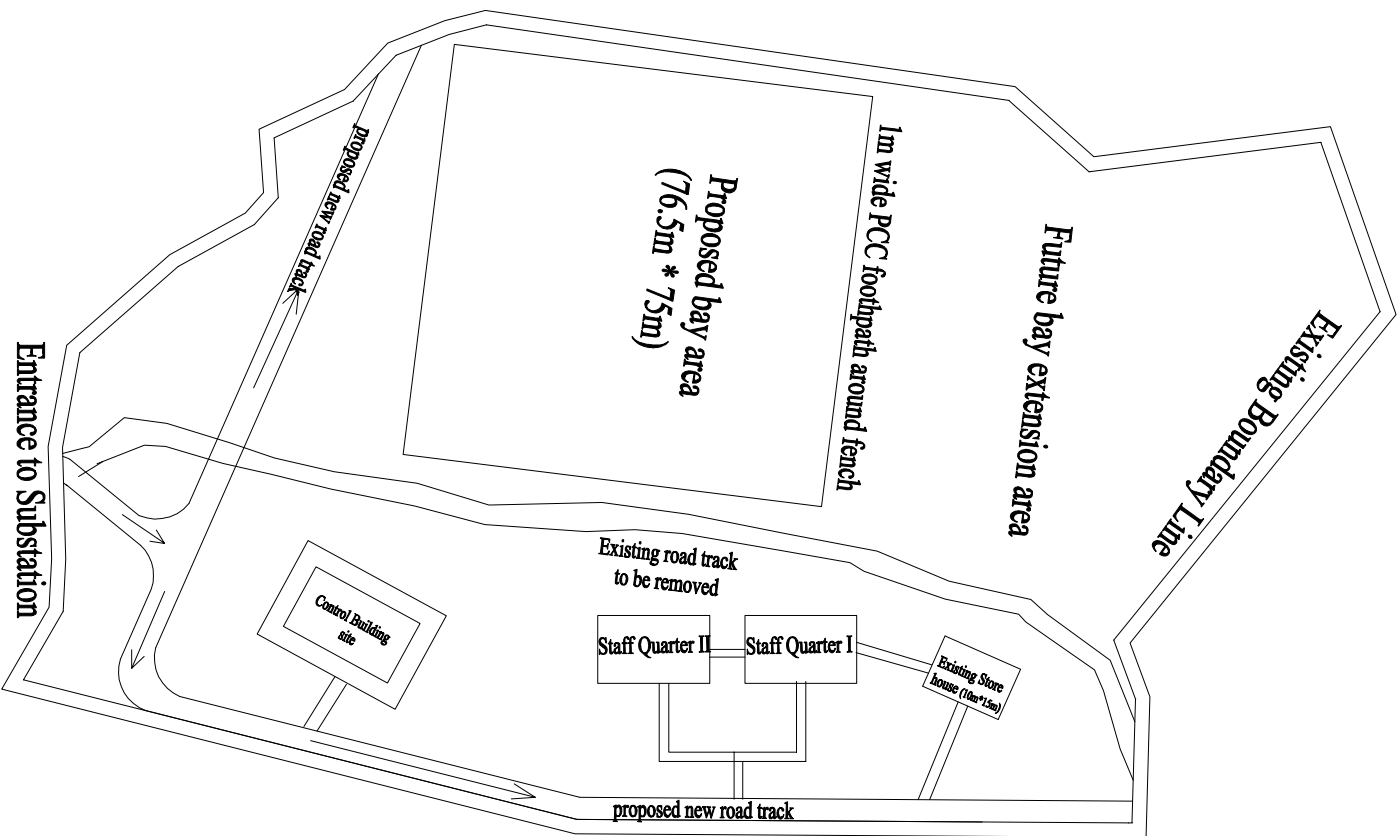 proposed new road track
Proposed bay area
(76.5m * 75m)
1m wide PCC foothpath around fench
Future bay extension area
Existing Boundary Line
Entrance to Substation
Existing road track
to be removed
Control Building
site
Staff Quarter II
Staff Quarter I
Existing Store
house (10m*15m)
proposed new road track